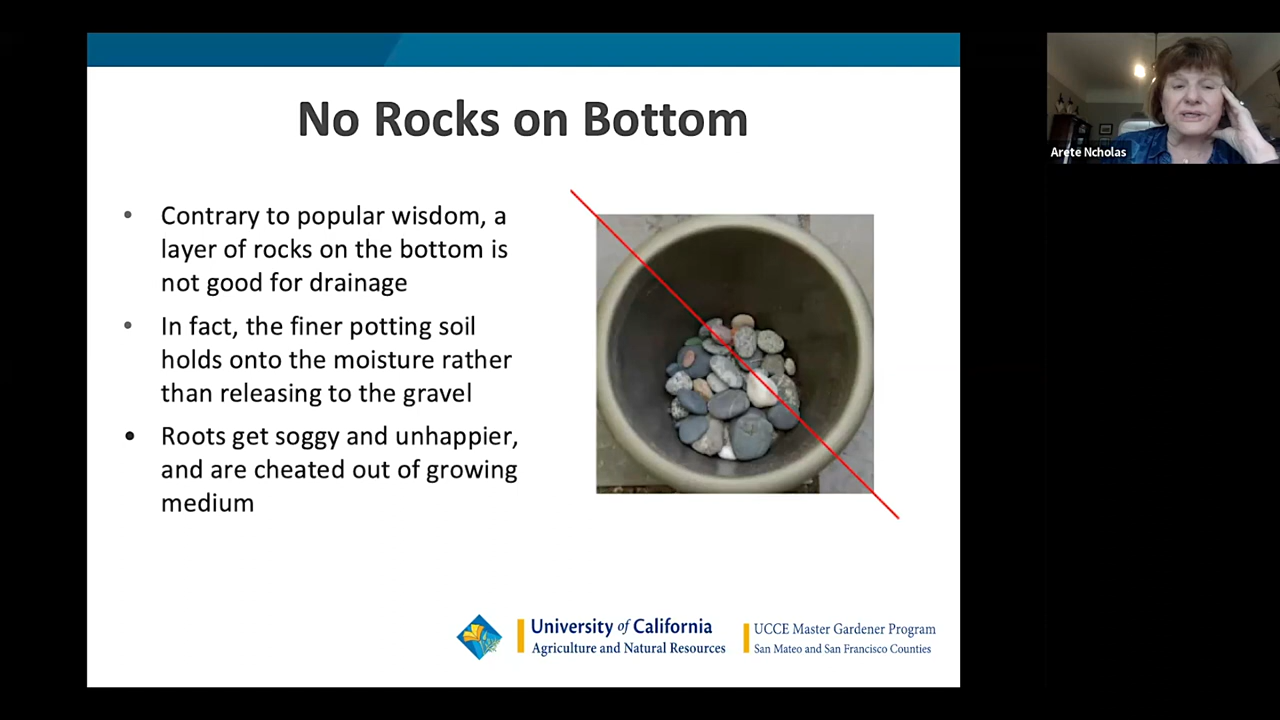 No Rocks on Bottom
• Contrary to popular wisdom, a
layer of rocks on the bottom is
not good for drainage
• In fact, the finer potting soil
holds onto the moisture rather
than releasing to the gravel
• Roots get soggy and unhappier,
and are cheated out of growing
medium
University of California
Agriculture and Natural Resources
UCCE Master Gardener Program
San Mateo and San Francisco Counties
Arete Ncholas